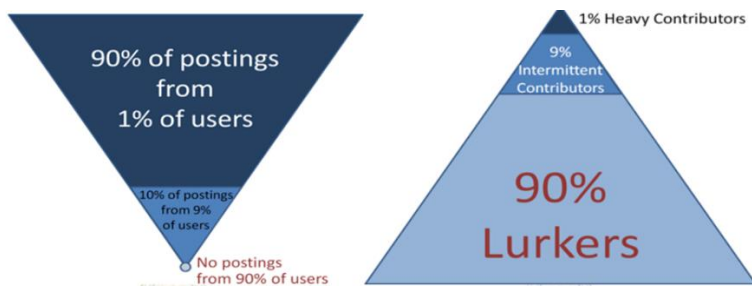 90% of postings
from
1% of users
10% of postings
from 9%
of users
No postings
from 90% of users
1% Heavy Contributors
9%
Intermittent
Contributors
90%
Lurkers